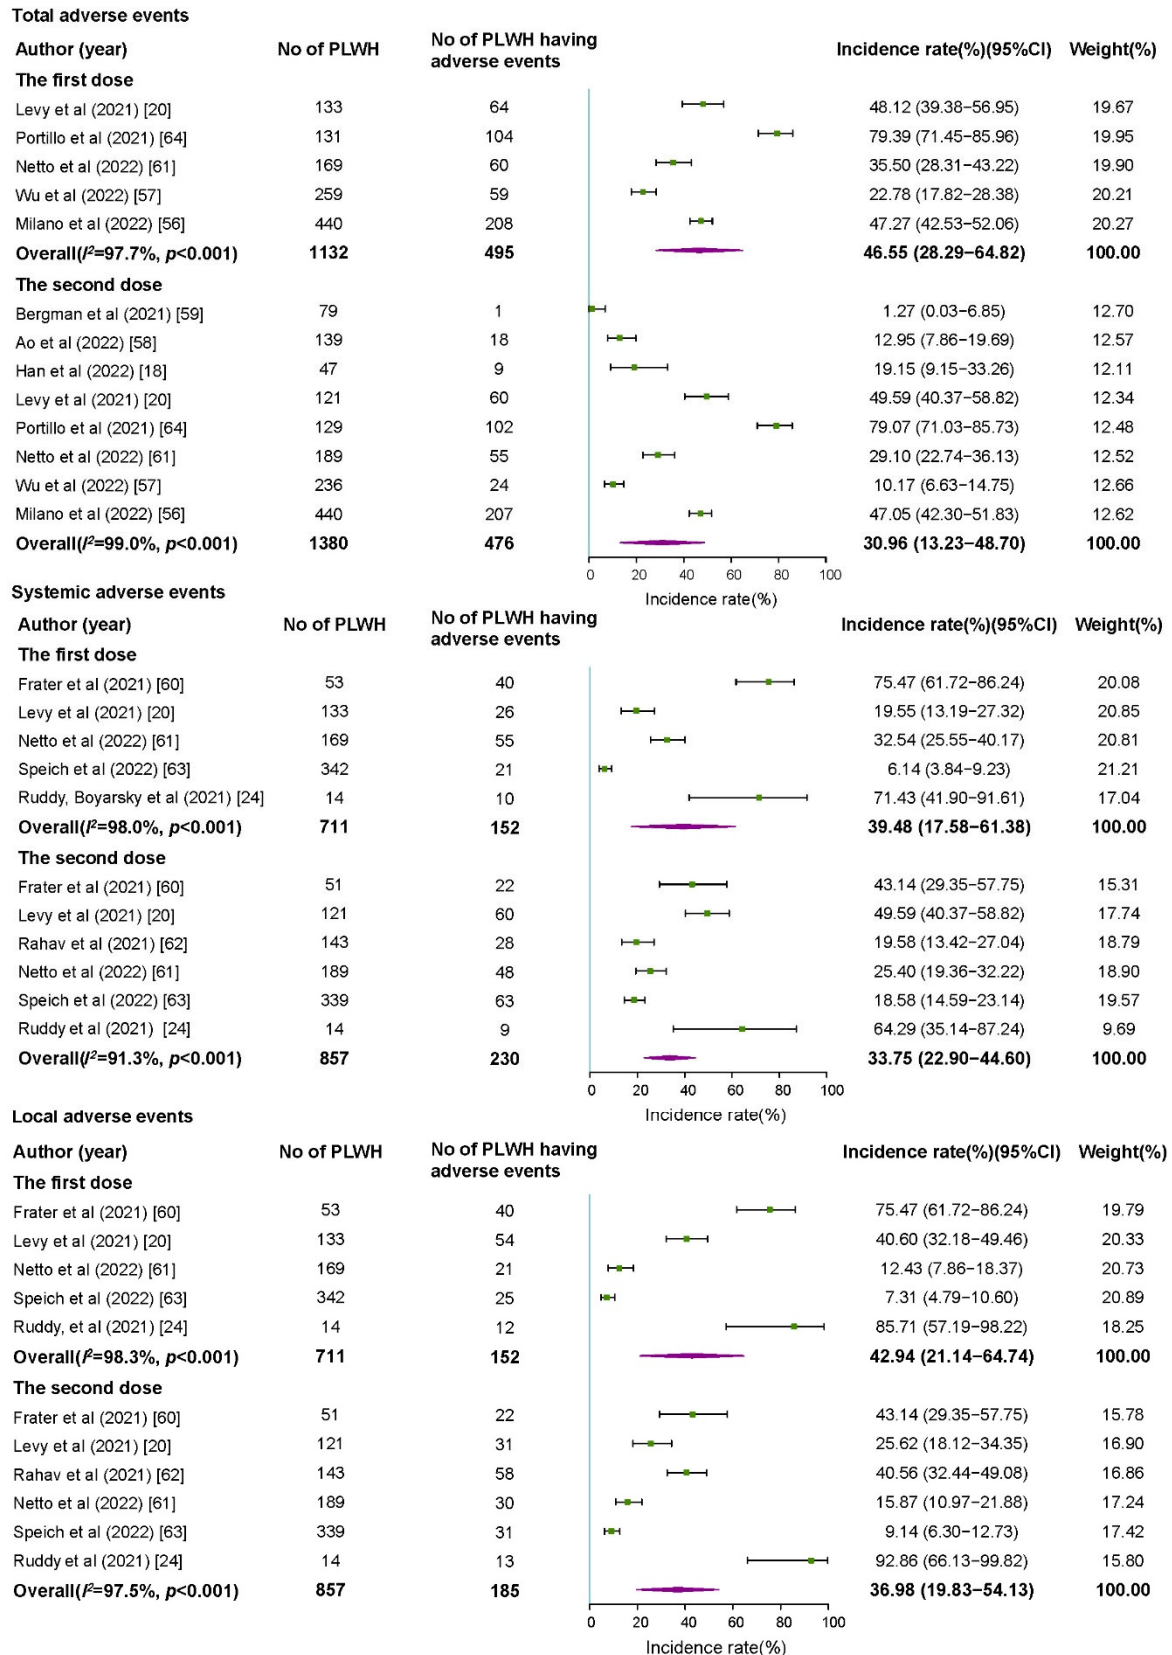 Total adverse events
Author (year) No of PLWH No of PLWH having adverse events Incidence rate(%)(95%CI) Weight(%)
The first dose
Levy et al (2021) [20] 133 64 48.12 (39.38−56.95) 19.67
Portillo et al (2021) [64] 131 104 79.39 (71.45−85.96) 19.95
Netto et al (2022) [61] 169 60 35.50 (28.31−43.22) 19.90
Wu et al (2022) [57] 259 59 22.78 (17.82−28.38) 20.21
Milano et al (2022) [56] 440 208 47.27 (42.53−52.06) 20.27
Overall(I²=97.7%, p<0.001) 1132 495 46.55 (28.29−64.82) 100.00
The second dose
Bergman et al (2021) [59] 79 1 1.27 (0.03−6.85) 12.70
Ao et al (2022) [58] 139 18 12.95 (7.86−19.69) 12.57
Han et al (2022) [18] 47 9 19.15 (9.15−33.26) 12.11
Levy et al (2021) [20] 121 60 49.59 (40.37−58.82) 12.34
Portillo et al (2021) [64] 129 102 79.07 (71.03−85.73) 12.48
Netto et al (2022) [61] 189 55 29.10 (22.74−36.13) 12.52
Wu et al (2022) [57] 236 24 10.17 (6.63−14.75) 12.66
Milano et al (2022) [56] 440 207 47.05 (42.30−51.83) 12.62
Overall(I²=99.0%, p<0.001) 1380 476 30.96 (13.23−48.70) 100.00
0 20 40 60 80 100
Incidence rate(%)
Systemic adverse events
Author (year) No of PLWH No of PLWH having adverse events Incidence rate(%)(95%CI) Weight(%)
The first dose
Frater et al (2021) [60] 53 40 75.47 (61.72−86.24) 20.08
Levy et al (2021) [20] 133 26 19.55 (13.19−27.32) 20.85
Netto et al (2022) [61] 169 55 32.54 (25.55−40.17) 20.81
Speich et al (2022) [63] 342 21 6.14 (3.84−9.23) 21.21
Ruddy, Boyarsky et al (2021) [24] 14 10 71.43 (41.90−91.61) 17.04
Overall(I²=98.0%, p<0.001) 711 152 39.48 (17.58−61.38) 100.00
The second dose
Frater et al (2021) [60] 51 22 43.14 (29.35−57.75) 15.31
Levy et al (2021) [20] 121 60 49.59 (40.37−58.82) 17.74
Rahav et al (2021) [62] 143 28 19.58 (13.42−27.04) 18.79
Netto et al (2022) [61] 189 48 25.40 (19.36−32.22) 18.90
Speich et al (2022) [63] 339 63 18.58 (14.59−23.14) 19.57
Ruddy et al (2021) [24] 14 9 64.29 (35.14−87.24) 9.69
Overall(I²=91.3%, p<0.001) 857 230 33.75 (22.90−44.60) 100.00
0 20 40 60 80 100
Incidence rate(%)
Local adverse events
Author (year) No of PLWH No of PLWH having adverse events Incidence rate(%)(95%CI) Weight(%)
The first dose
Frater et al (2021) [60] 53 40 75.47 (61.72−86.24) 19.79
Levy et al (2021) [20] 133 54 40.60 (32.18−49.46) 20.33
Netto et al (2022) [61] 169 21 12.43 (7.86−18.37) 20.73
Speich et al (2022) [63] 342 25 7.31 (4.79−10.60) 20.89
Ruddy, et al (2021) [24] 14 12 85.71 (57.19−98.22) 18.25
Overall(I²=98.3%, p<0.001) 711 152 42.94 (21.14−64.74) 100.00
The second dose
Frater et al (2021) [60] 51 22 43.14 (29.35−57.75) 15.78
Levy et al (2021) [20] 121 31 25.62 (18.12−34.35) 16.90
Rahav et al (2021) [62] 143 58 40.56 (32.44−49.08) 16.86
Netto et al (2022) [61] 189 30 15.87 (10.97−21.88) 17.24
Speich et al (2022) [63] 339 31 9.14 (6.30−12.73) 17.42
Ruddy et al (2021) [24] 14 13 92.86 (66.13−99.82) 15.80
Overall(I²=97.5%, p<0.001) 857 185 36.98 (19.83−54.13) 100.00
0 20 40 60 80 100
Incidence rate(%)